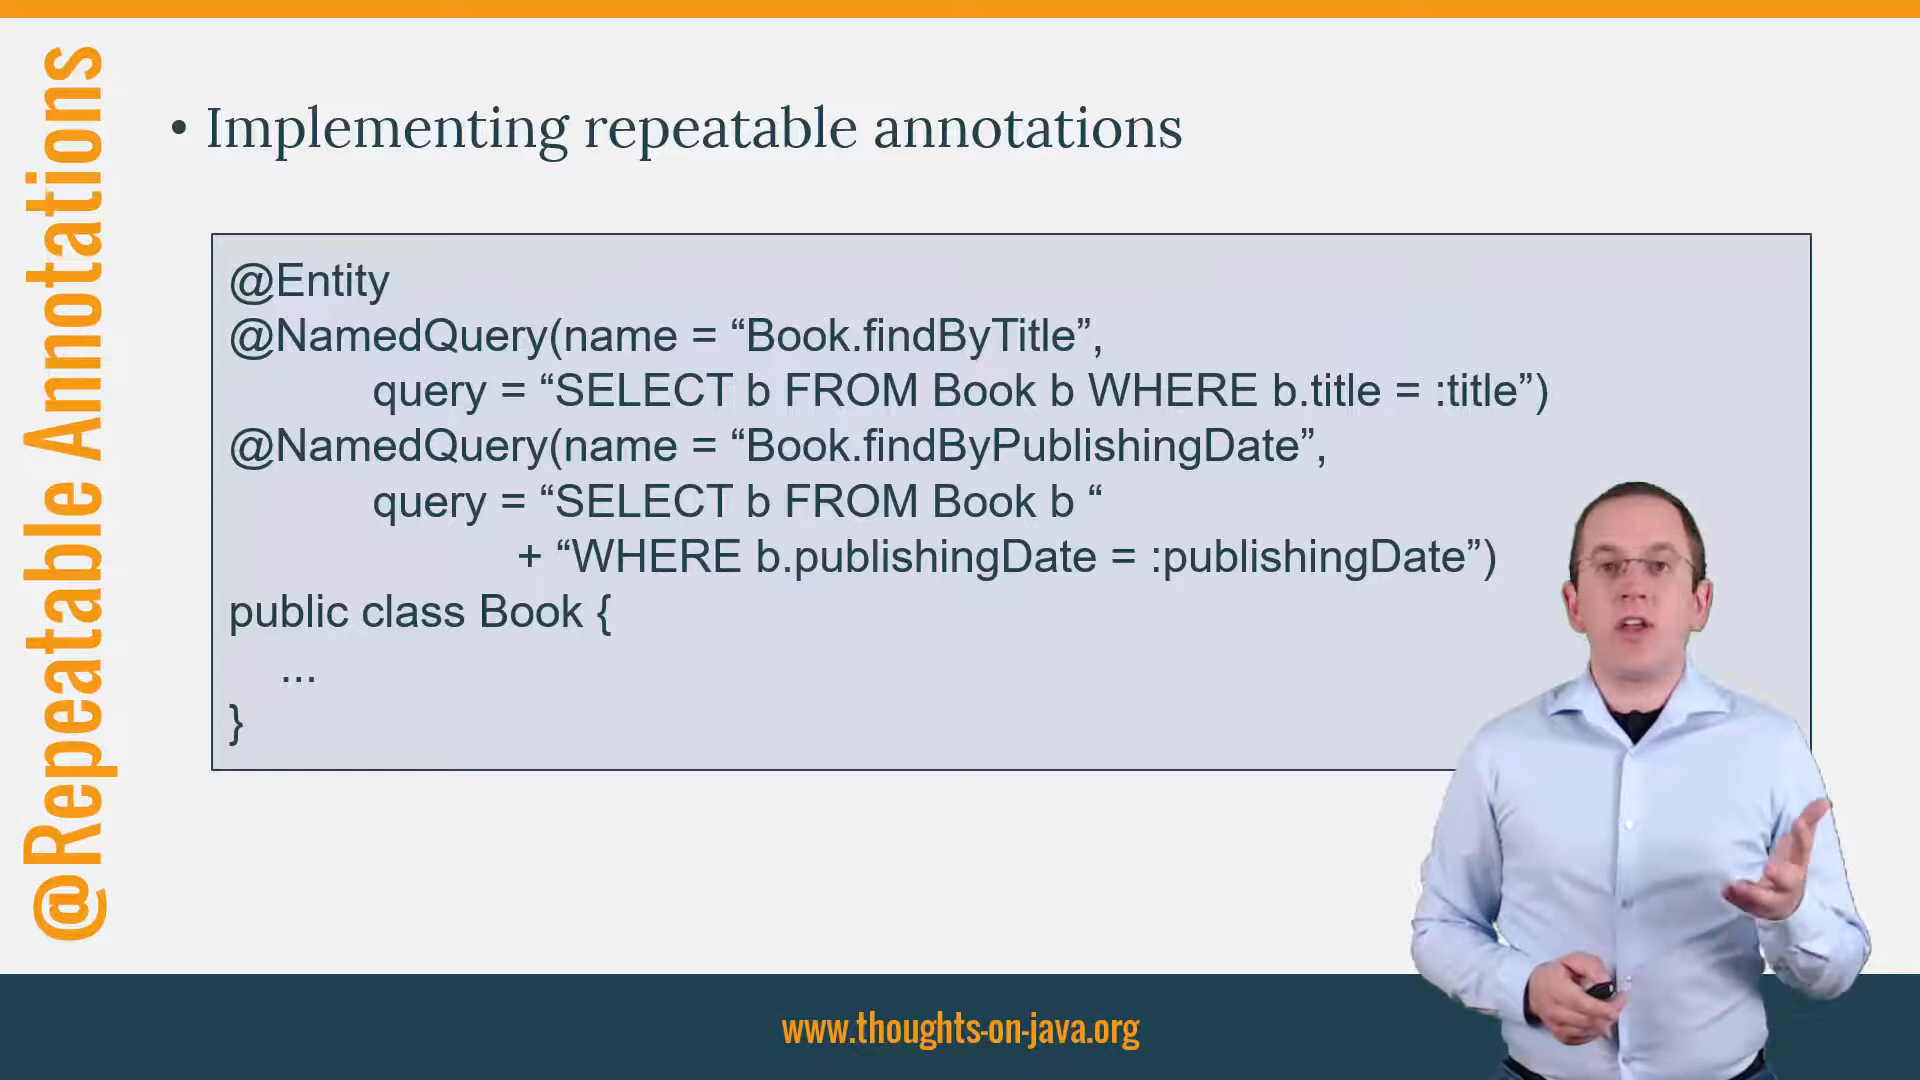 @Repeatable Annotations
• Implementing repeatable annotations
@Entity
@NamedQuery(name = “Book.findByTitle”,
query = “SELECT b FROM Book b WHERE b.title = :title”)
@NamedQuery(name = “Book.findByPublishingDate”,
query = “SELECT b FROM Book b “
+ “WHERE b.publishingDate = :publishingDate”)
public class Book {
...
}
www.thoughts-on-java.org